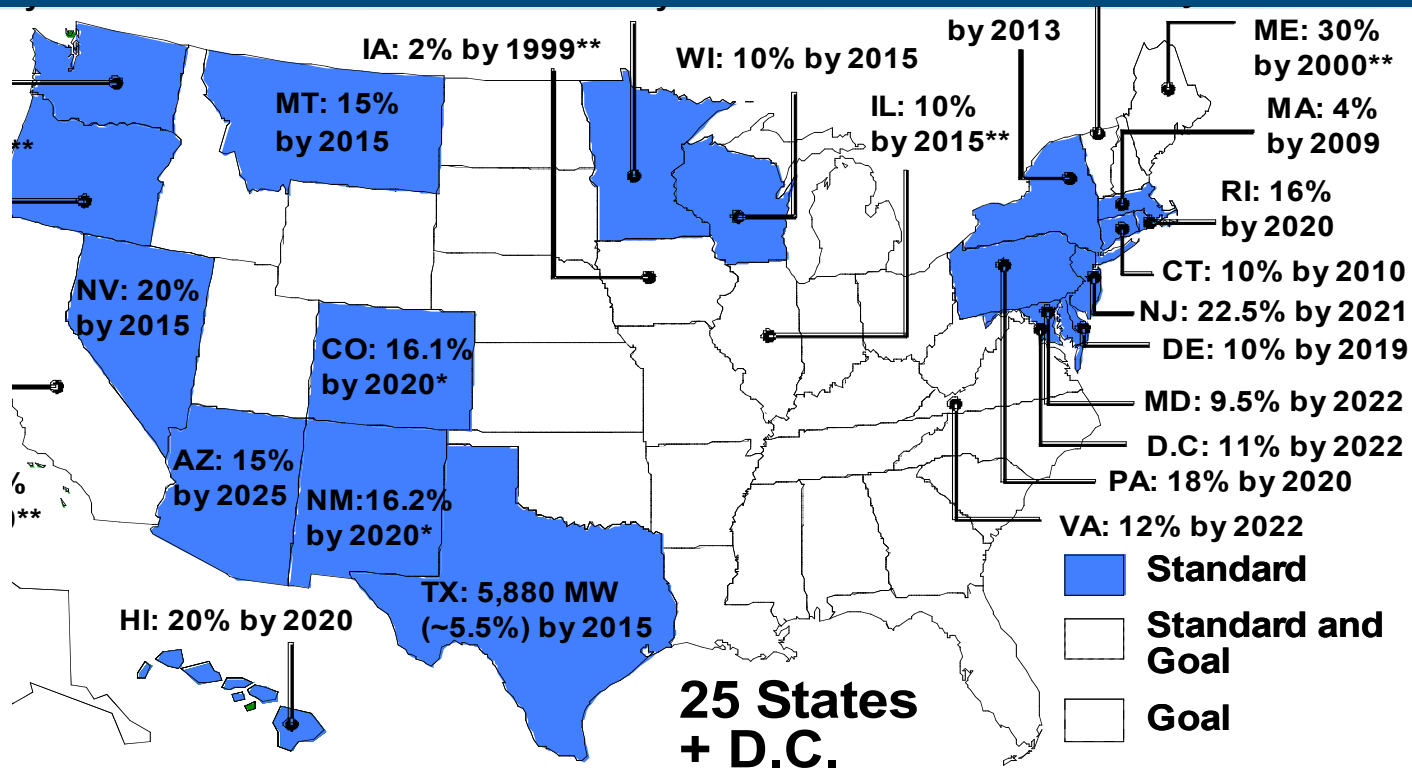 IA: 2% by 1999**
WI: 10% by 2015
by 2013
ME: 30%
by 2000**
MT: 15%
by 2015
IL: 10%
by 2015**
MA: 4%
by 2009
**
RI: 16%
by 2020
CT: 10% by 2010
NV: 20%
by 2015
NJ: 22.5% by 2021
CO: 16.1%
by 2020*
DE: 10% by 2019
MD: 9.5% by 2022
D.C: 11% by 2022
AZ: 15%
by 2025
NM:16.2%
by 2020*
PA: 18% by 2020
%
)**
VA: 12% by 2022
TX: 5,880 MW
(~5.5%) by 2015
HI: 20% by 2020
Standard
Standard and
Goal
Goal
25 States
+ D.C.